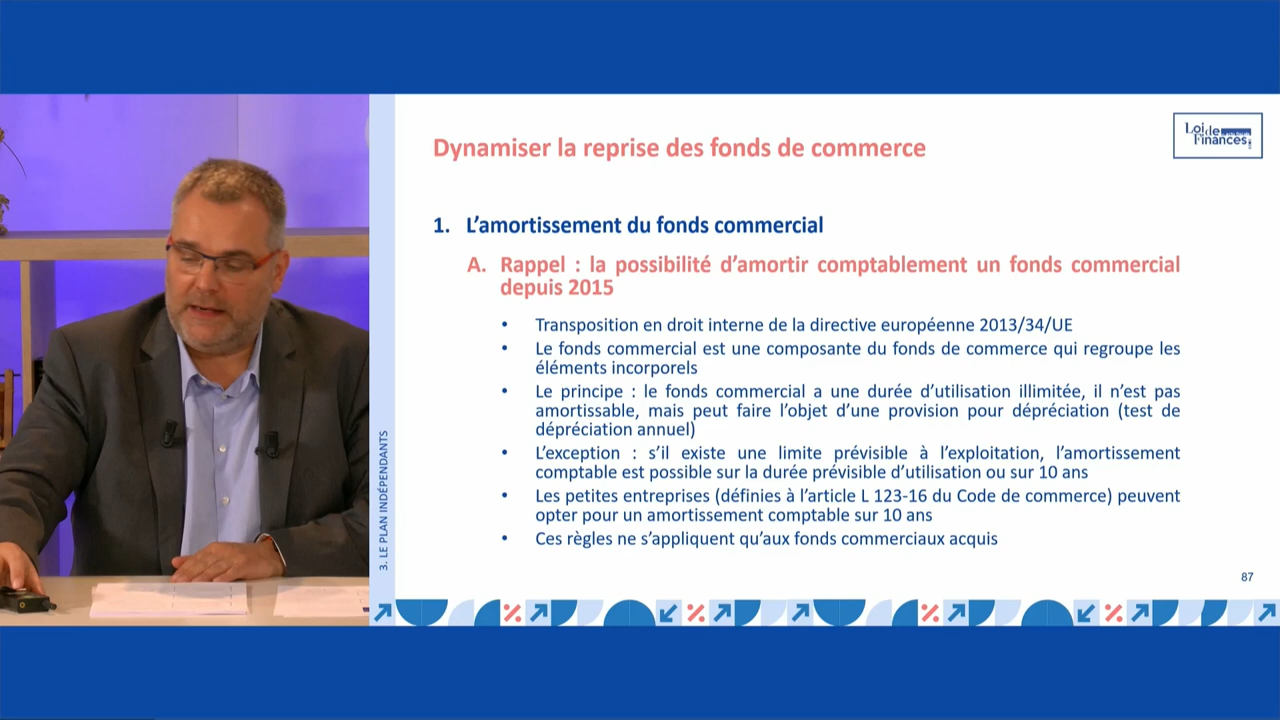 Dynamiser la reprise des fonds de commerce
Loi de
Finances
1. L'amortissement du fonds commercial
A. Rappel : la possibilité d'amortir comptablement un fonds commercial
depuis 2015
• Transposition en droit interne de la directive européenne 2013/34/UE
• Le fonds commercial est une composante du fonds de commerce qui regroupe les
éléments incorporels
• Le principe : le fonds commercial a une durée d'utilisation illimitée, il n'est pas
amortissable, mais peut faire l'objet d'une provision pour dépréciation (test de
dépréciation annuel)
• L'exception : s'il existe une limite prévisible à l'exploitation, l'amortissement
comptable est possible sur la durée prévisible d'utilisation ou sur 10 ans
• Les petites entreprises (définies à l'article L 123-16 du Code de commerce) peuvent
opter pour un amortissement comptable sur 10 ans
• Ces règles ne s'appliquent qu'aux fonds commerciaux acquis
3. LE PLAN INDÉPENDANTS
87